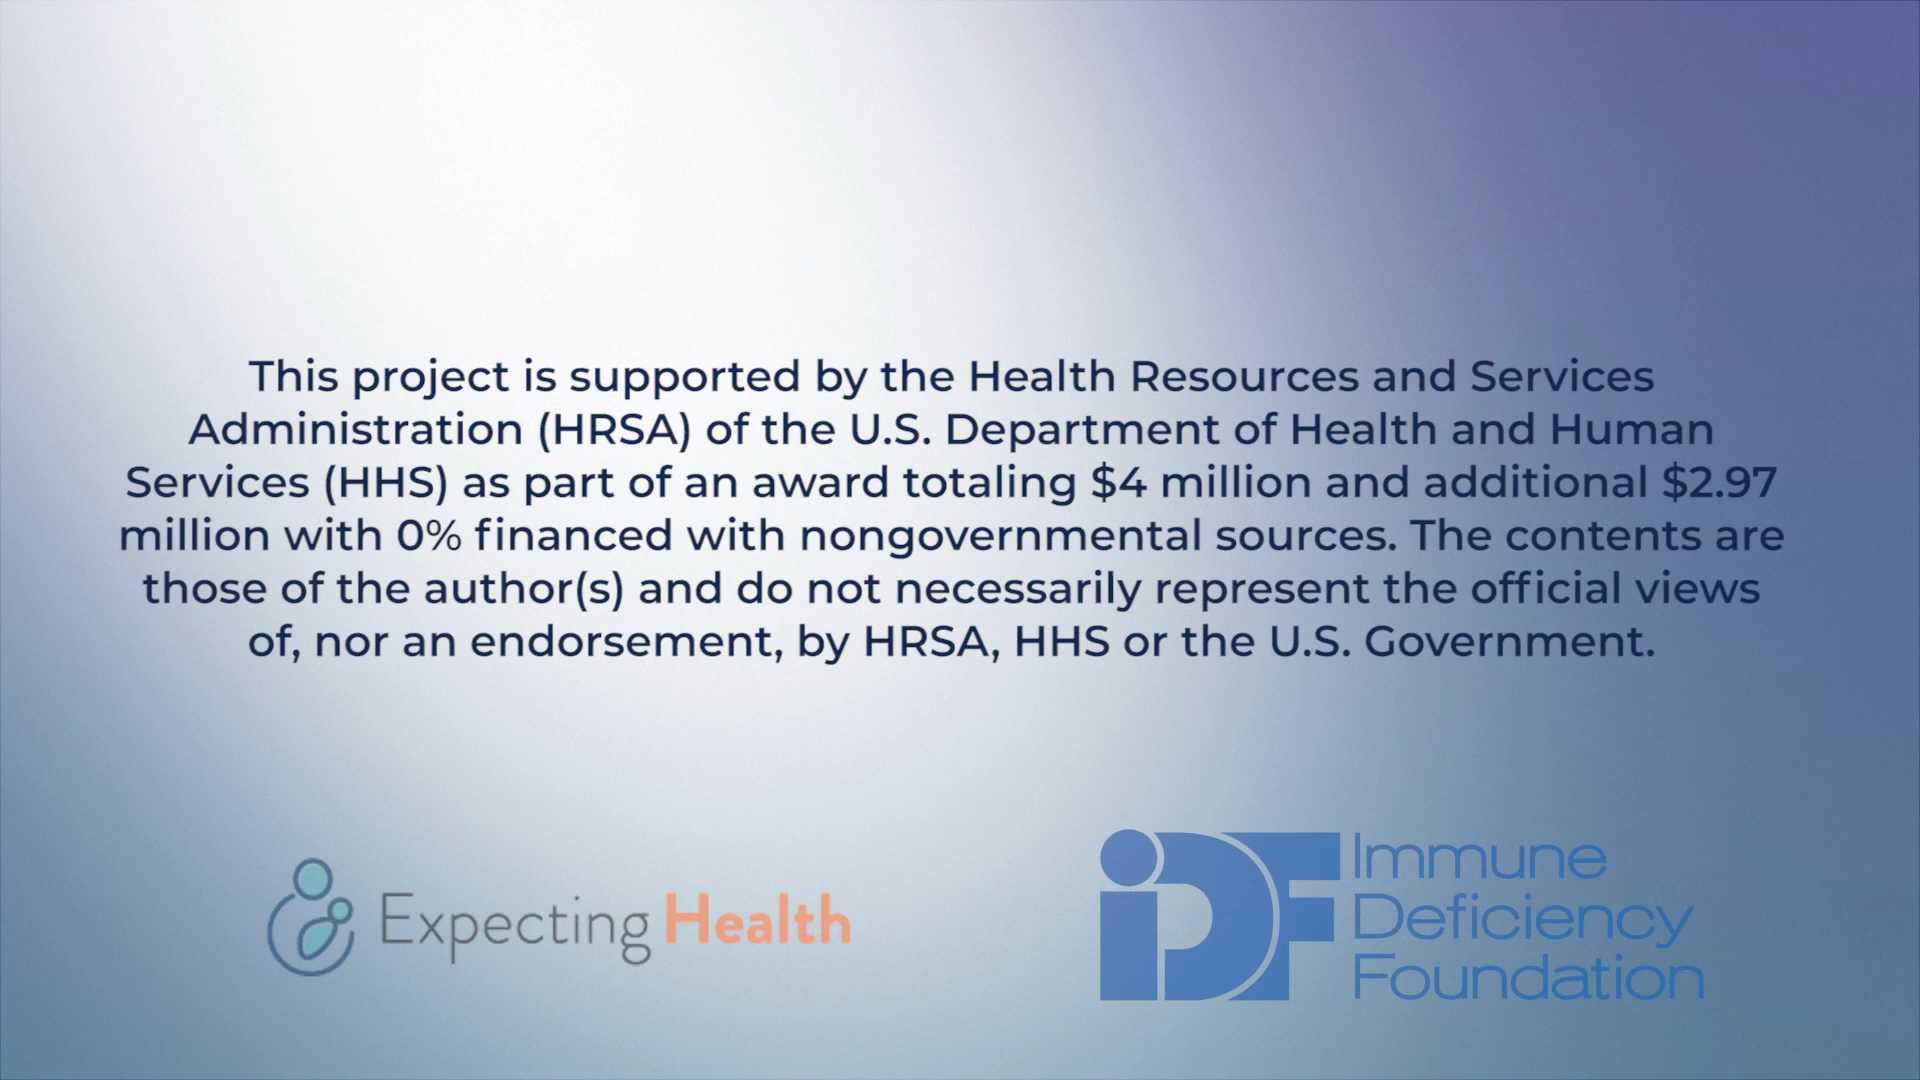 This project is supported by the Health Resources and Services
Administration (HRSA) of the U.S. Department of Health and Human
Services (HHS) as part of an award totaling $4 million and additional $2.97
million with 0% financed with nongovernmental sources. The contents are
those of the author(s) and do not necessarily represent the official views
of, nor an endorsement, by HRSA, HHS or the U.S. Government.
Expecting Health
IDF
Immune
Deficiency
Foundation